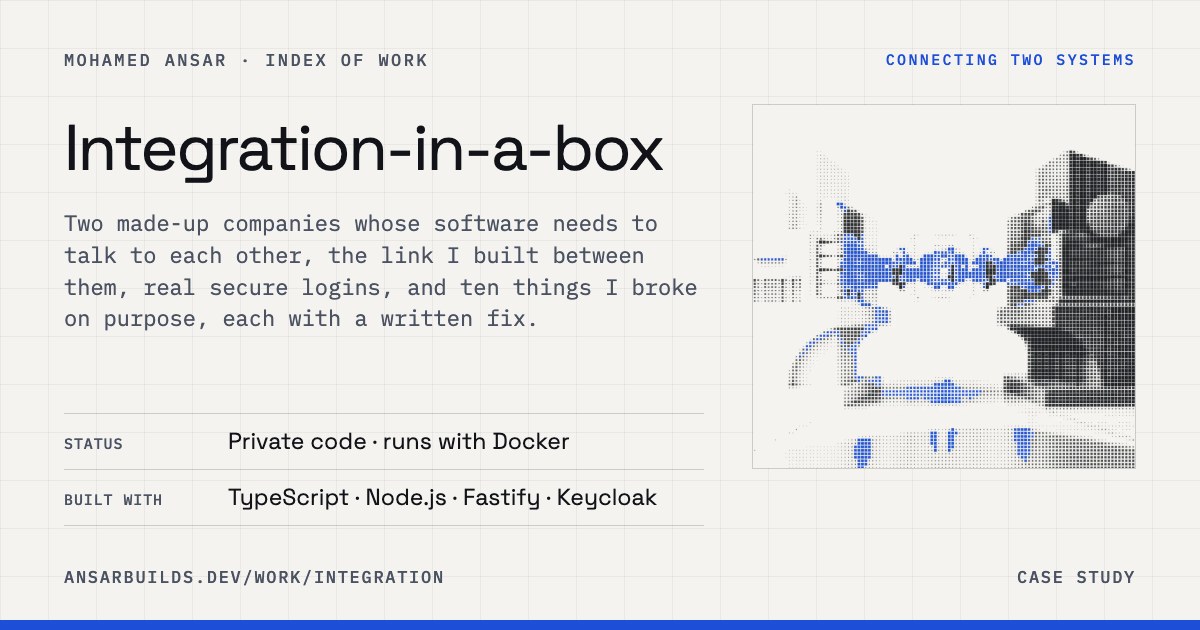 MOHAMED ANSAR · INDEX OF WORK
CONNECTING TWO SYSTEMS
Integration-in-a-box
Two made-up companies whose software needs to
talk to each other, the link I built between
them, real secure logins, and ten things I broke
on purpose, each with a written fix.
STATUS Private code · runs with Docker
BUILT WITH TypeScript · Node.js · Fastify · Keycloak
ANSARBUILDS.DEV/WORK/INTEGRATION
CASE STUDY